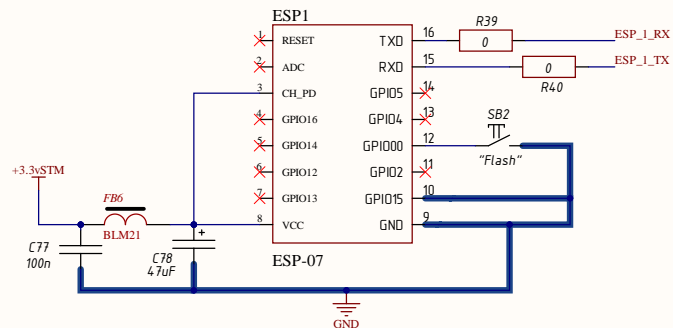 ESP1
R39
1 RESET TXD 16 0 ESP_1_RX
2 ADC RXD 15 0 ESP_1_TX
R40
3 CH_PD GPIO5 14
4 GPIO16 GPIO4 13
SB2
5 GPIO14 GPIO00 12
"Flash"
6 GPIO12 GPIO2 11
+3.3vSTM
7 GPIO13 GPIO15 10
FB6
8 VCC GND 9
BLM21
C77
100n
+
C78
47uF
ESP-07
GND